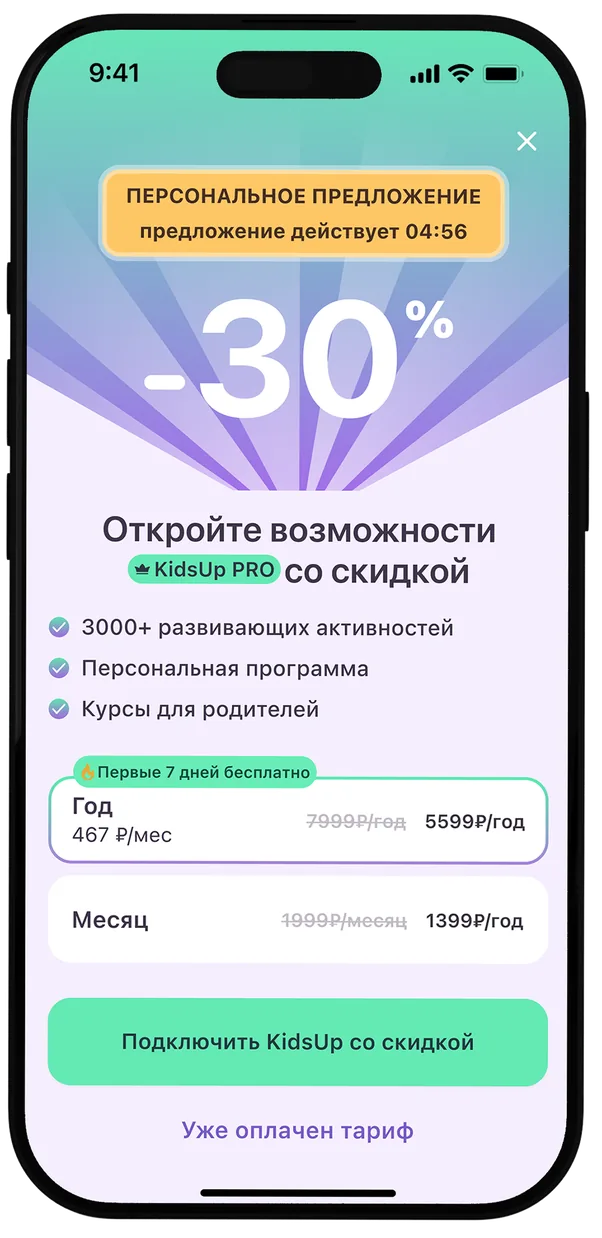 9:41
ПЕРСОНАЛЬНОЕ ПРЕДЛОЖЕНИЕ
предложение действует 04:56
-30%
Откройте возможности
KidsUp PRO со скидкой
3000+ развивающих активностей
Персональная программа
Курсы для родителей
Первые 7 дней бесплатно
Год
7999₽/год 5599₽/год
467 ₽/мес
Месяц 1999₽/месяц 1399₽/год
Подключить KidsUp со скидкой
Уже оплачен тариф